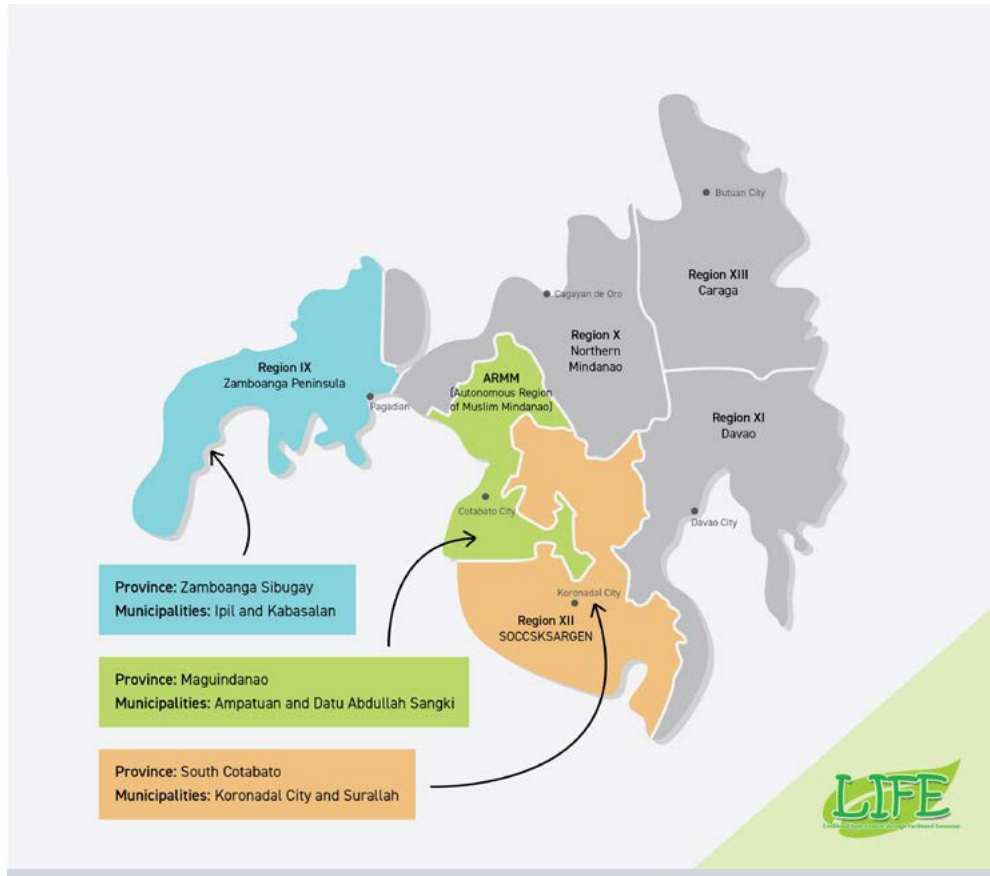 Butuan City
Region XIII
Caraga
Cagayan de Oro
Region X
Northern
Mindanao
Region IX
Zamboanga Peninsula
ARMM
(Autonomous Region
of Muslim Mindanao)
Pagadian
Region XI
Davao
Cotabato City
Davao City
Koronadal City
Region XII
SOCCSKSARGEN
Province: Zamboanga Sibugay
Municipalities: Ipil and Kabasalan
Province: Maguindanao
Municipalities: Ampatuan and Datu Abdullah Sangki
Province: South Cotabato
Municipalities: Koronadal City and Surallah
LIFE